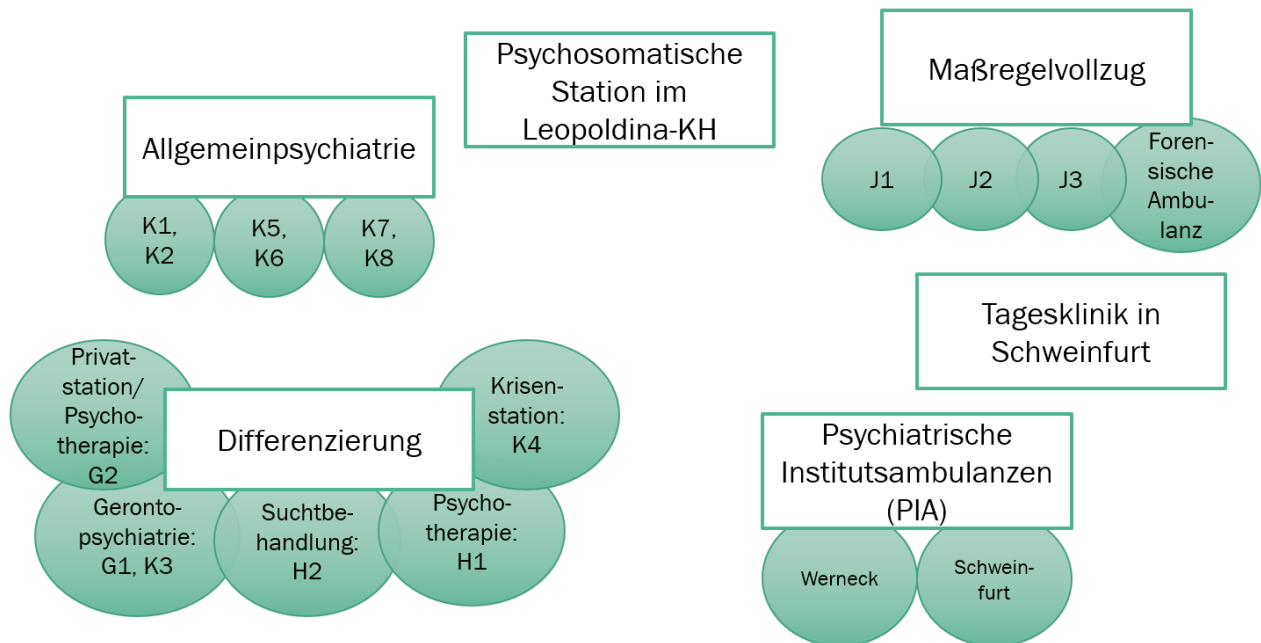 Psychosomatische
Station im
Leopoldina-KH
Maßregelvollzug
J1
J2
J3
Foren-
sische
Ambu-
lanz
Allgemeinpsychiatrie
K1,
K2
K5,
K6
K7,
K8
Tagesklinik in
Schweinfurt
Differenzierung
Privat-
station/
Psycho-
therapie:
G2
Geronto-
psychiatrie:
G1, K3
Suchtbe-
handlung:
H2
Psycho-
therapie:
H1
Krisen-
station:
K4
Psychiatrische
Institutsambulanzen
(PIA)
Werneck
Schwein-
furt